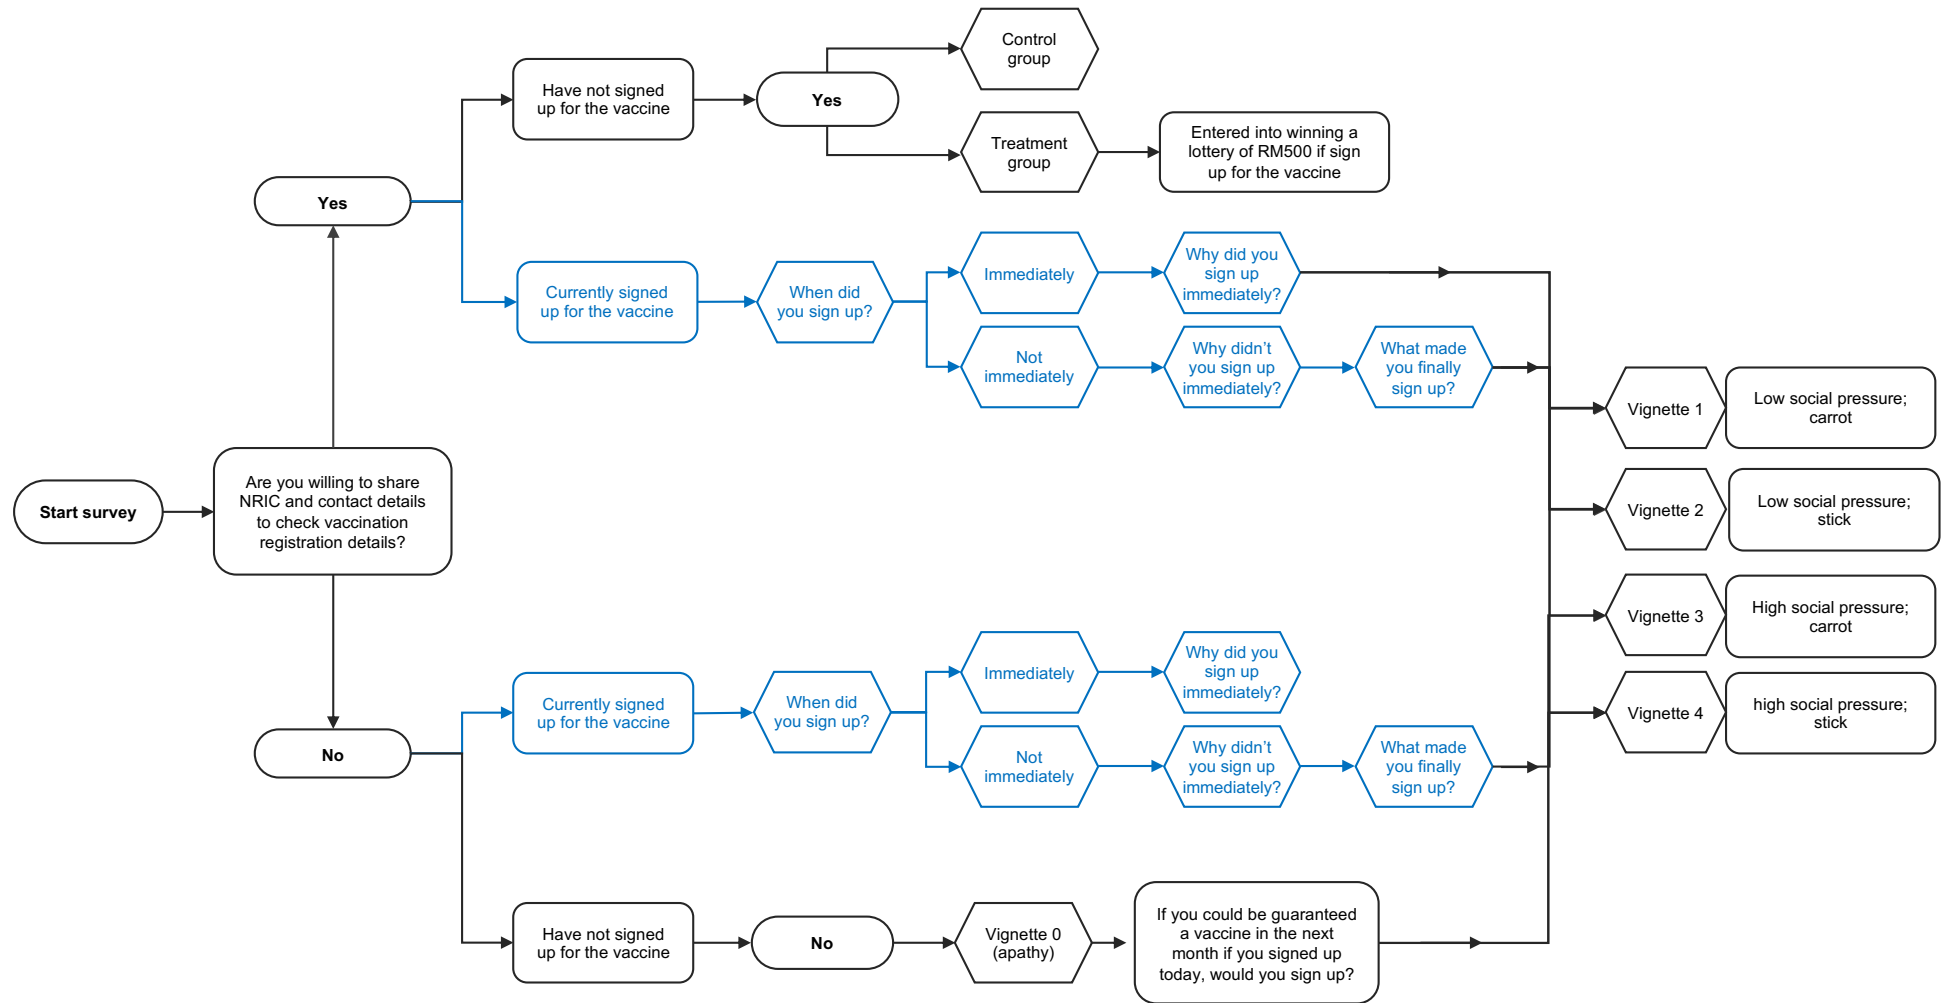 Start survey
Are you willing to share
NRIC and contact details
to check vaccination
registration details?
Yes
Have not signed
up for the vaccine
Yes
Control
group
Treatment
group
Entered into winning a
lottery of RM500 if sign
up for the vaccine
Currently signed
up for the vaccine
When did
you sign up?
Immediately
Why did you
sign up
immediately?
Not
immediately
Why didn’t
you sign up
immediately?
What made
you finally
sign up?
No
Currently signed
up for the vaccine
When did
you sign up?
Immediately
Why did you
sign up
immediately?
Not
immediately
Why didn’t
you sign up
immediately?
What made
you finally
sign up?
Have not signed
up for the vaccine
No
Vignette 0
(apathy)
If you could be guaranteed
a vaccine in the next
month if you signed up
today, would you sign up?
Vignette 1
Low social pressure;
carrot
Vignette 2
Low social pressure;
stick
Vignette 3
High social pressure;
carrot
Vignette 4
high social pressure;
stick